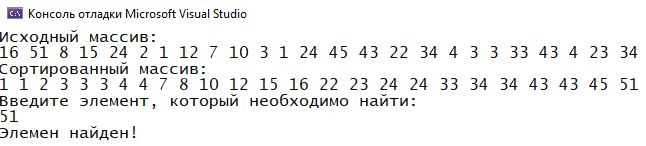 Консоль отладки Microsoft Visual Studio
Исходный массив:
16 51 8 15 24 2 1 12 7 10 3 1 24 45 43 22 34 4 3 3 33 43 4 23 34
Сортированный массив:
1 1 2 3 3 3 4 4 7 8 10 12 15 16 22 23 24 24 33 34 34 43 43 45 51
Введите элемент, который необходимо найти:
51
Элемен найден!